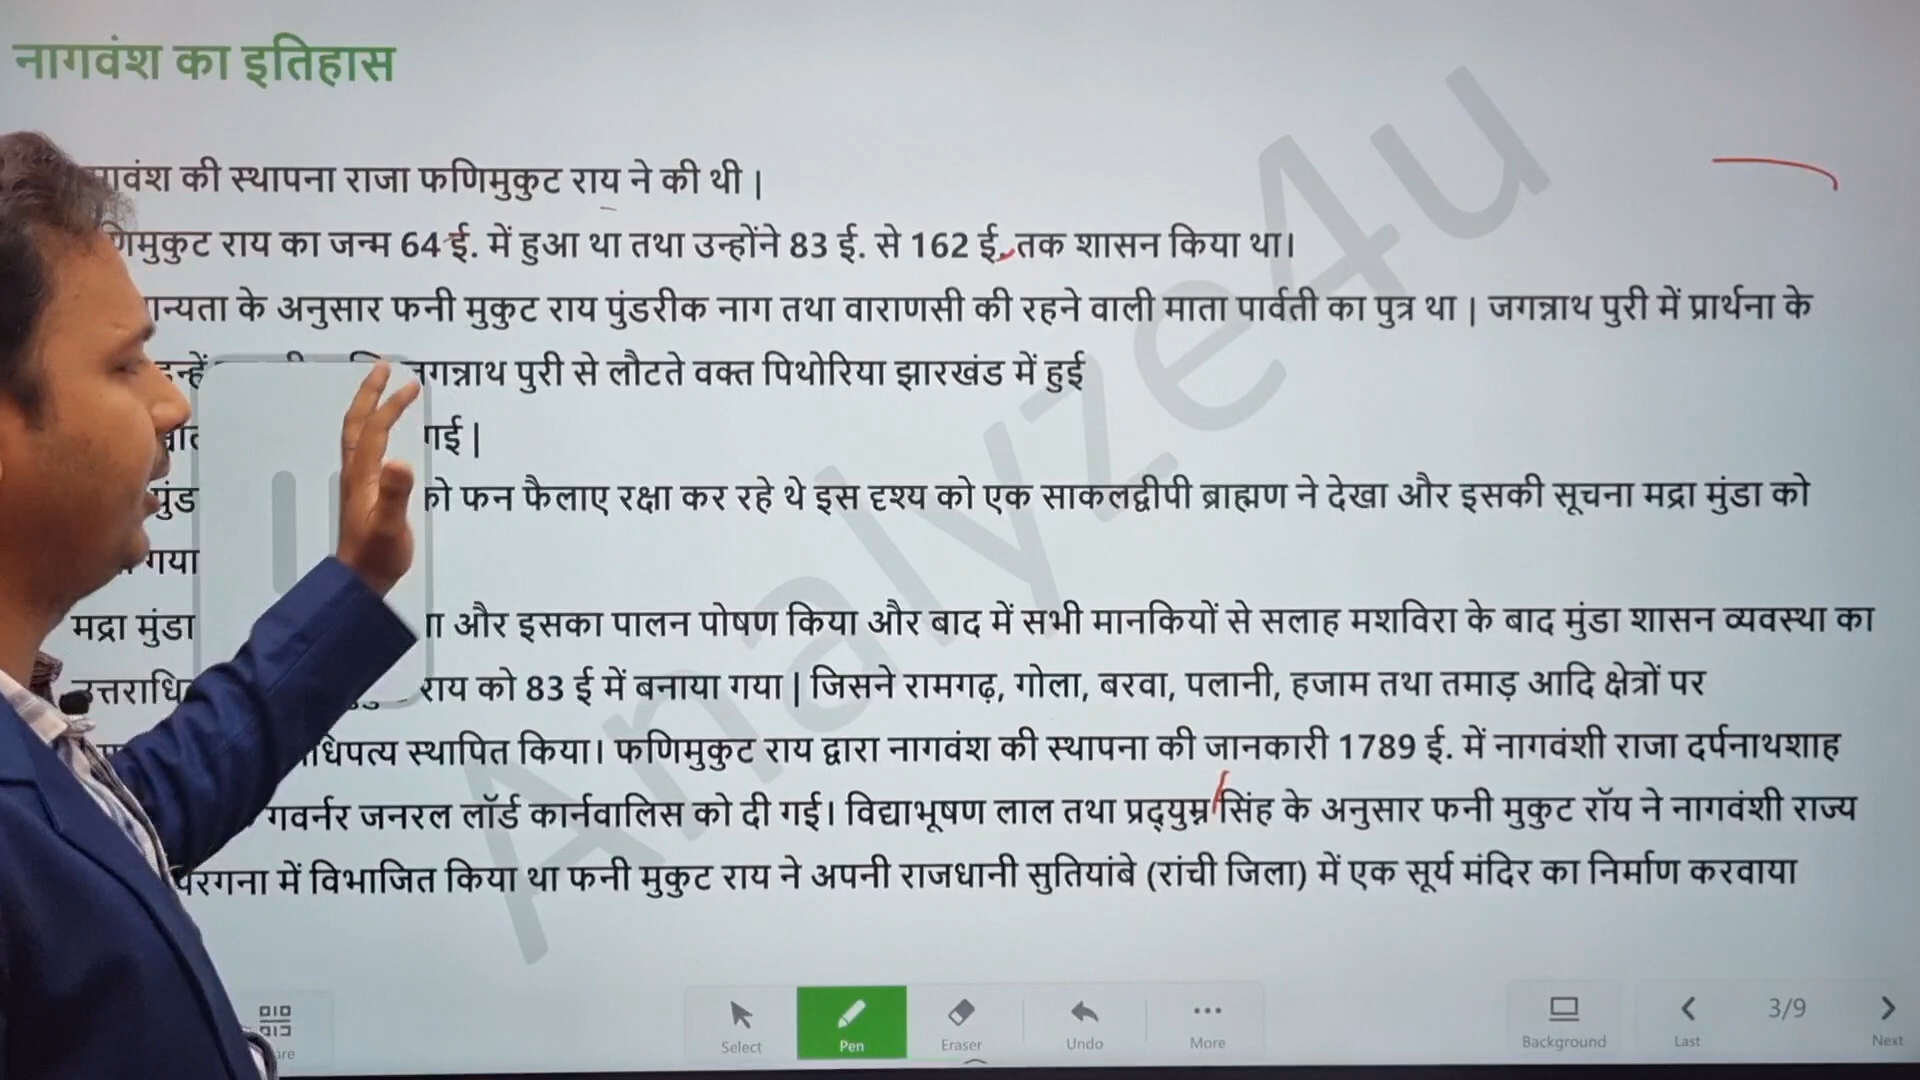 नागवंश का इतिहास
की स्थापना राजा फणिमुकुट राय ने की थी |
राय का जन्म 64 ई. में हुआ था तथा उन्होंने 83 ई. से 162 ई. तक शासन किया था।
के अनुसार फनी मुकुट राय पुंडरीक नाग तथा वाराणसी की रहने वाली माता पार्वती का पुत्र था | जगन्नाथ पुरी में प्रार्थना के
जगन्नाथ पुरी से लौटते वक्त पिथोरिया झारखंड में हुई
गई |
को फन फैलाए रक्षा कर रहे थे इस दृश्य को एक साकलद्वीपी ब्राह्मण ने देखा और इसकी सूचना मद्रा मुंडा को
गया
मद्रा मुंडा और इसका पालन पोषण किया और बाद में सभी मानकियों से सलाह मशविरा के बाद मुंडा शासन व्यवस्था का
राय को 83 ई में बनाया गया | जिसने रामगढ़, गोला, बरवा, पलानी, हजाम तथा तमाड़ आदि क्षेत्रों पर
स्थापित किया। फणिमुकुट राय द्वारा नागवंश की स्थापना की जानकारी 1789 ई. में नागवंशी राजा दर्पनाथशाह
गवर्नर जनरल लॉर्ड कार्नवालिस को दी गई। विद्याभूषण लाल तथा प्रद्युम्न सिंह के अनुसार फनी मुकुट रॉय ने नागवंशी राज्य
परगना में विभाजित किया था फनी मुकुट राय ने अपनी राजधानी सुतियांबे (रांची जिला) में एक सूर्य मंदिर का निर्माण करवाया
Analyze4u
Select
Pen
Eraser
Undo
More
Background
Last
3/9
Next